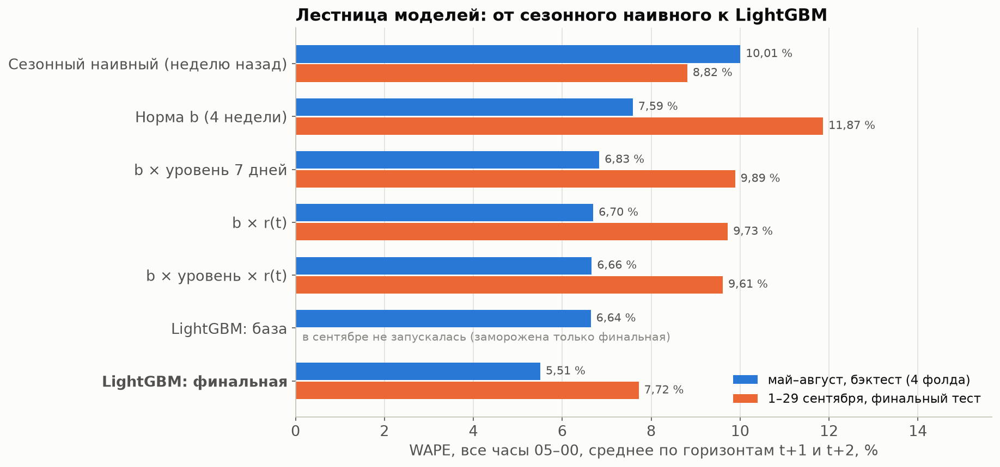 Лестница моделей: от сезонного наивного к LightGBM
Сезонный наивный (неделю назад)
10,01 %
8,82 %
Норма b (4 недели)
7,59 %
11,87 %
b × уровень 7 дней
6,83 %
9,89 %
b × r(t)
6,70 %
9,73 %
b × уровень × r(t)
6,66 %
9,61 %
LightGBM: база
6,64 %
в сентябре не запускалась (заморожена только финальная)
LightGBM: финальная
5,51 %
7,72 %
май–август, бэктест (4 фолда)
1–29 сентября, финальный тест
0 2 4 6 8 10 12 14
WAPE, все часы 05–00, среднее по горизонтам t+1 и t+2, %